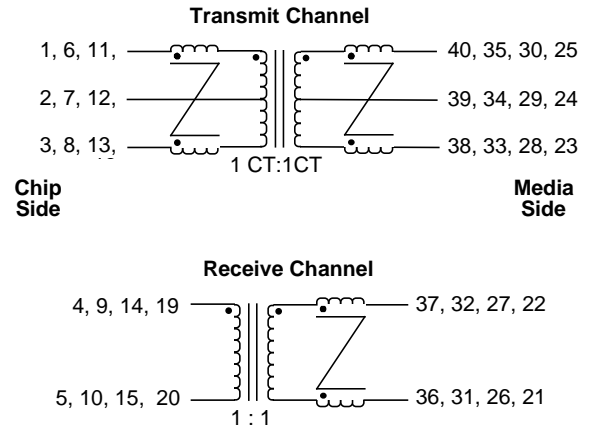 Transmit Channel
1, 6, 11,
40, 35, 30, 25
2, 7, 12,
39, 34, 29, 24
3, 8, 13,
38, 33, 28, 23
1 CT:1CT
Chip
Side
Media
Side
Receive Channel
4, 9, 14, 19
37, 32, 27, 22
5, 10, 15, 20
36, 31, 26, 21
1 : 1